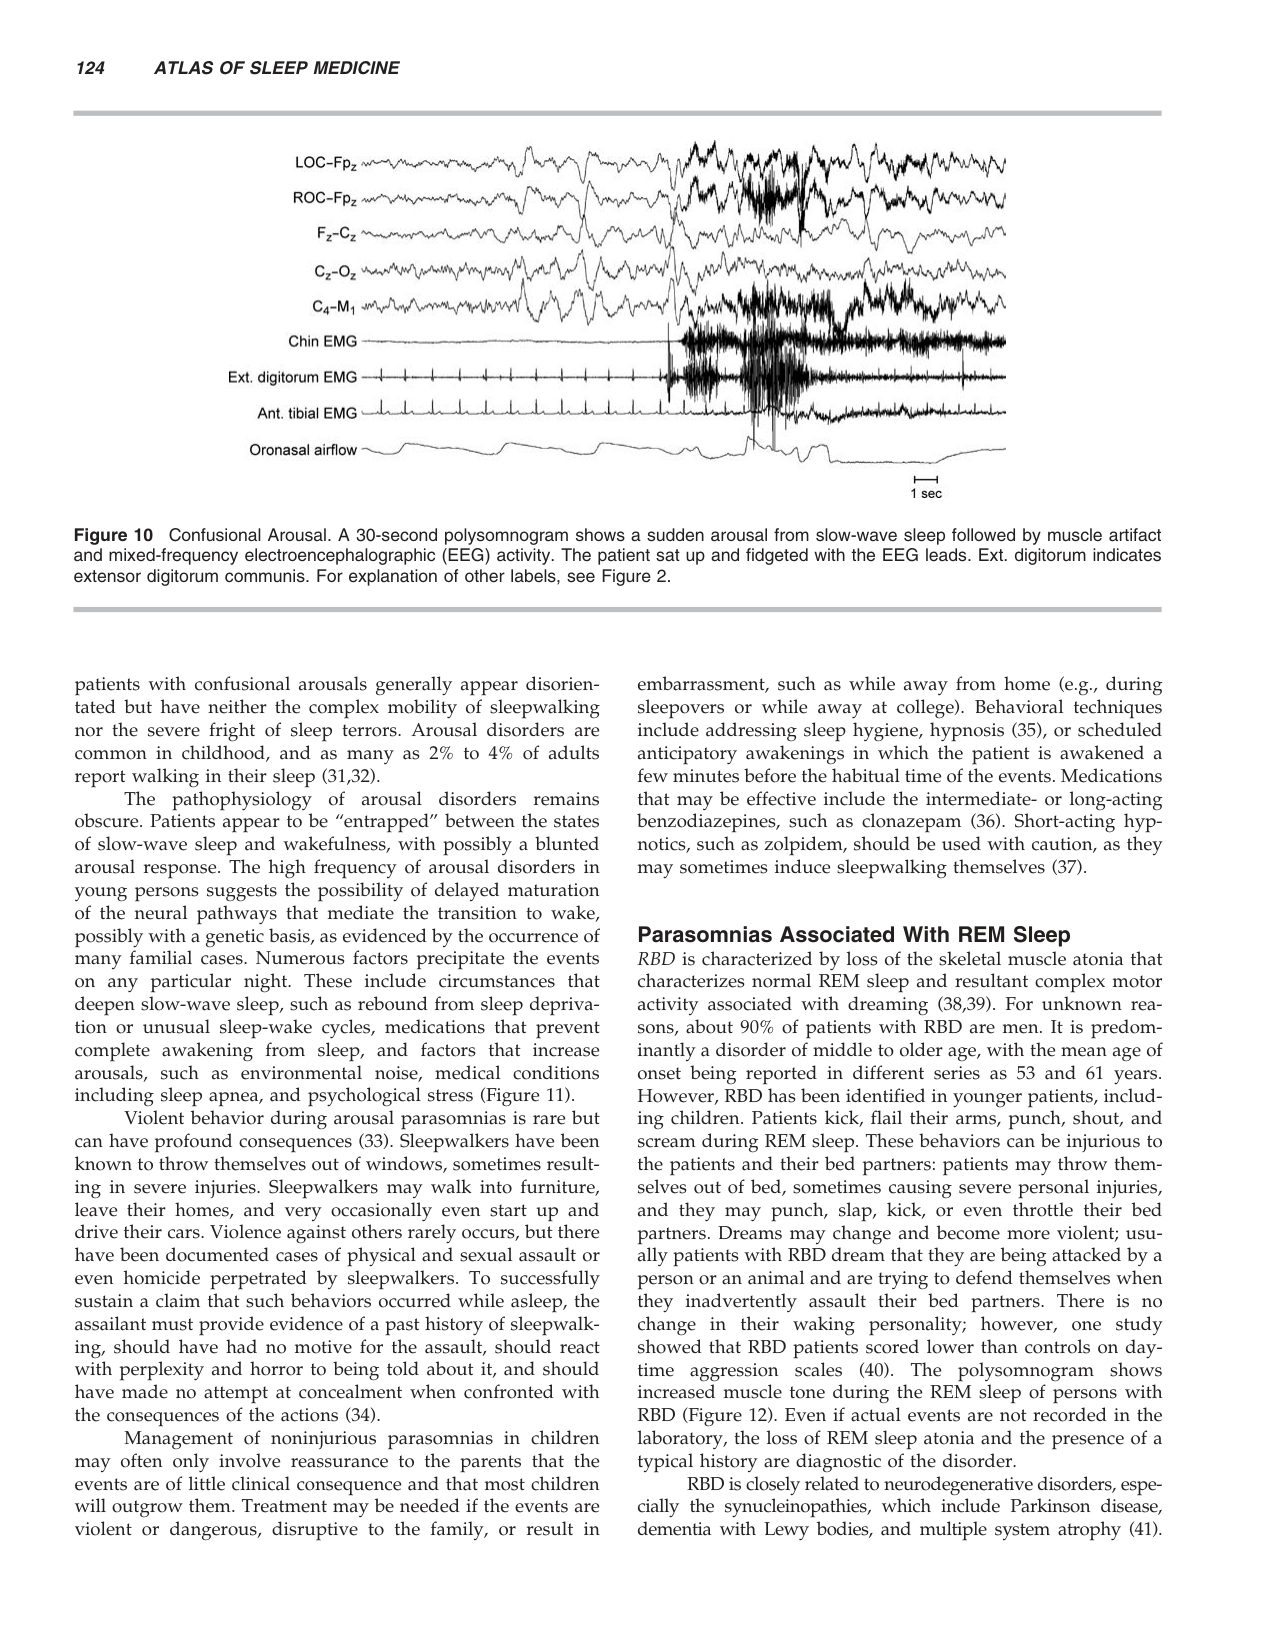 124 ATLAS OF SLEEP MEDICINE
LOC–Fpz
ROC–Fpz
Fz–Cz
Cz–Oz
C4–M1
Chin EMG
Ext. digitorum EMG
Ant. tibial EMG
Oronasal airflow
1 sec
Figure 10 Confusional Arousal. A 30-second polysomnogram shows a sudden arousal from slow-wave sleep followed by muscle artifact
and mixed-frequency electroencephalographic (EEG) activity. The patient sat up and fidgeted with the EEG leads. Ext. digitorum indicates
extensor digitorum communis. For explanation of other labels, see Figure 2.
patients with confusional arousals generally appear disorien-
tated but have neither the complex mobility of sleepwalking
nor the severe fright of sleep terrors. Arousal disorders are
common in childhood, and as many as 2% to 4% of adults
report walking in their sleep (31,32).
The pathophysiology of arousal disorders remains
obscure. Patients appear to be “entrapped” between the states
of slow-wave sleep and wakefulness, with possibly a blunted
arousal response. The high frequency of arousal disorders in
young persons suggests the possibility of delayed maturation
of the neural pathways that mediate the transition to wake,
possibly with a genetic basis, as evidenced by the occurrence of
many familial cases. Numerous factors precipitate the events
on any particular night. These include circumstances that
deepen slow-wave sleep, such as rebound from sleep depriva-
tion or unusual sleep-wake cycles, medications that prevent
complete awakening from sleep, and factors that increase
arousals, such as environmental noise, medical conditions
including sleep apnea, and psychological stress (Figure 11).
Violent behavior during arousal parasomnias is rare but
can have profound consequences (33). Sleepwalkers have been
known to throw themselves out of windows, sometimes result-
ing in severe injuries. Sleepwalkers may walk into furniture,
leave their homes, and very occasionally even start up and
drive their cars. Violence against others rarely occurs, but there
have been documented cases of physical and sexual assault or
even homicide perpetrated by sleepwalkers. To successfully
sustain a claim that such behaviors occurred while asleep, the
assailant must provide evidence of a past history of sleepwalk-
ing, should have had no motive for the assault, should react
with perplexity and horror to being told about it, and should
have made no attempt at concealment when confronted with
the consequences of the actions (34).
Management of noninjurious parasomnias in children
may often only involve reassurance to the parents that the
events are of little clinical consequence and that most children
will outgrow them. Treatment may be needed if the events are
violent or dangerous, disruptive to the family, or result in
embarrassment, such as while away from home (e.g., during
sleepovers or while away at college). Behavioral techniques
include addressing sleep hygiene, hypnosis (35), or scheduled
anticipatory awakenings in which the patient is awakened a
few minutes before the habitual time of the events. Medications
that may be effective include the intermediate- or long-acting
benzodiazepines, such as clonazepam (36). Short-acting hyp-
notics, such as zolpidem, should be used with caution, as they
may sometimes induce sleepwalking themselves (37).
Parasomnias Associated With REM Sleep
RBD is characterized by loss of the skeletal muscle atonia that
characterizes normal REM sleep and resultant complex motor
activity associated with dreaming (38,39). For unknown rea-
sons, about 90% of patients with RBD are men. It is predom-
inantly a disorder of middle to older age, with the mean age of
onset being reported in different series as 53 and 61 years.
However, RBD has been identified in younger patients, includ-
ing children. Patients kick, flail their arms, punch, shout, and
scream during REM sleep. These behaviors can be injurious to
the patients and their bed partners: patients may throw them-
selves out of bed, sometimes causing severe personal injuries,
and they may punch, slap, kick, or even throttle their bed
partners. Dreams may change and become more violent; usu-
ally patients with RBD dream that they are being attacked by a
person or an animal and are trying to defend themselves when
they inadvertently assault their bed partners. There is no
change in their waking personality; however, one study
showed that RBD patients scored lower than controls on day-
time aggression scales (40). The polysomnogram shows
increased muscle tone during the REM sleep of persons with
RBD (Figure 12). Even if actual events are not recorded in the
laboratory, the loss of REM sleep atonia and the presence of a
typical history are diagnostic of the disorder.
RBD is closely related to neurodegenerative disorders, espe-
cially the synucleinopathies, which include Parkinson disease,
dementia with Lewy bodies, and multiple system atrophy (41).